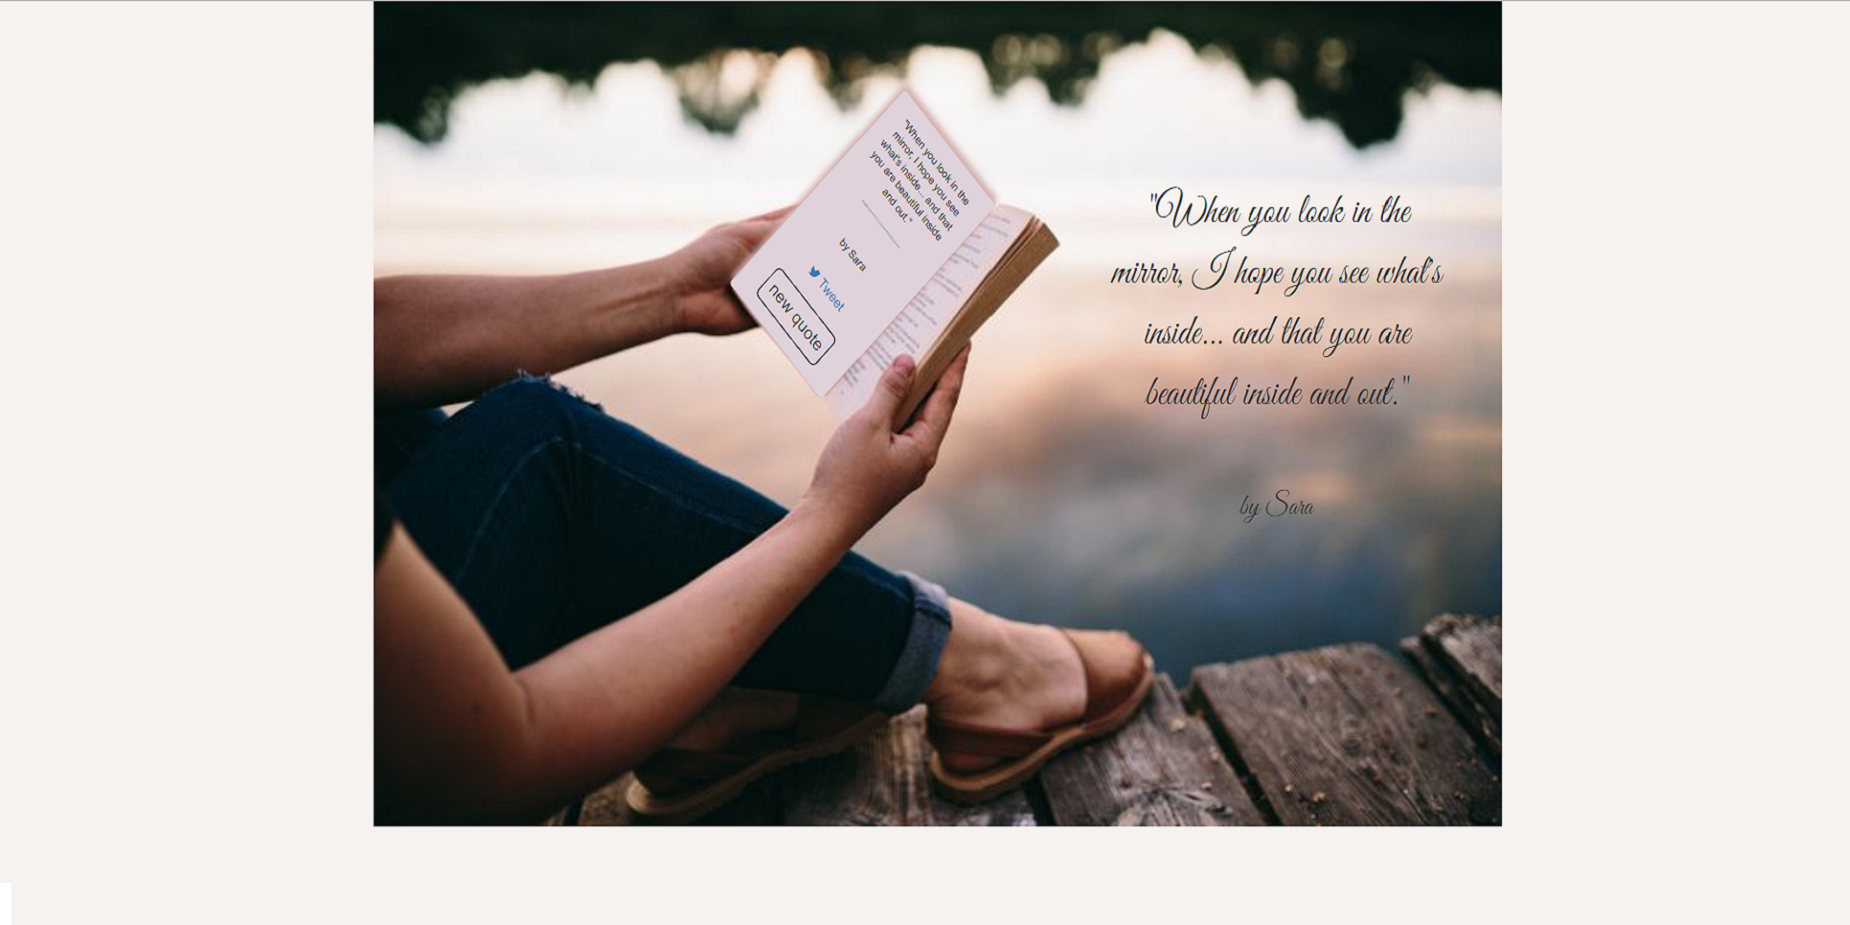 "When you look in the
mirror, I hope you see
what's inside... and that
you are beautiful inside
and out."
by Sara
Tweet
new quote
"When you look in the
mirror, I hope you see what's
inside... and that you are
beautiful inside and out."
by Sara